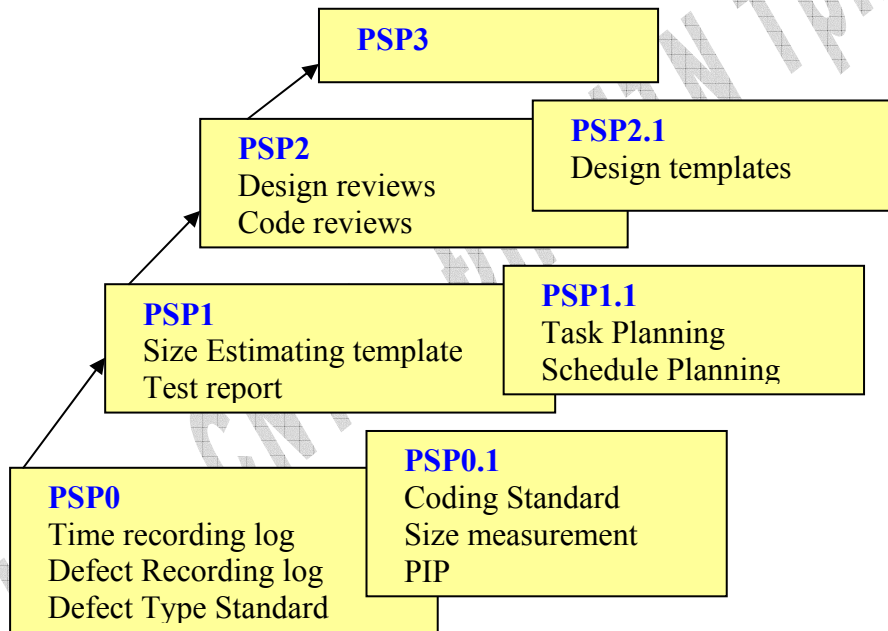 PSP3
PSP2
Design reviews
Code reviews
PSP2.1
Design templates
PSP1
Size Estimating template
Test report
PSP1.1
Task Planning
Schedule Planning
PSP0
Time recording log
Defect Recording log
Defect Type Standard
PSP0.1
Coding Standard
Size measurement
PIP